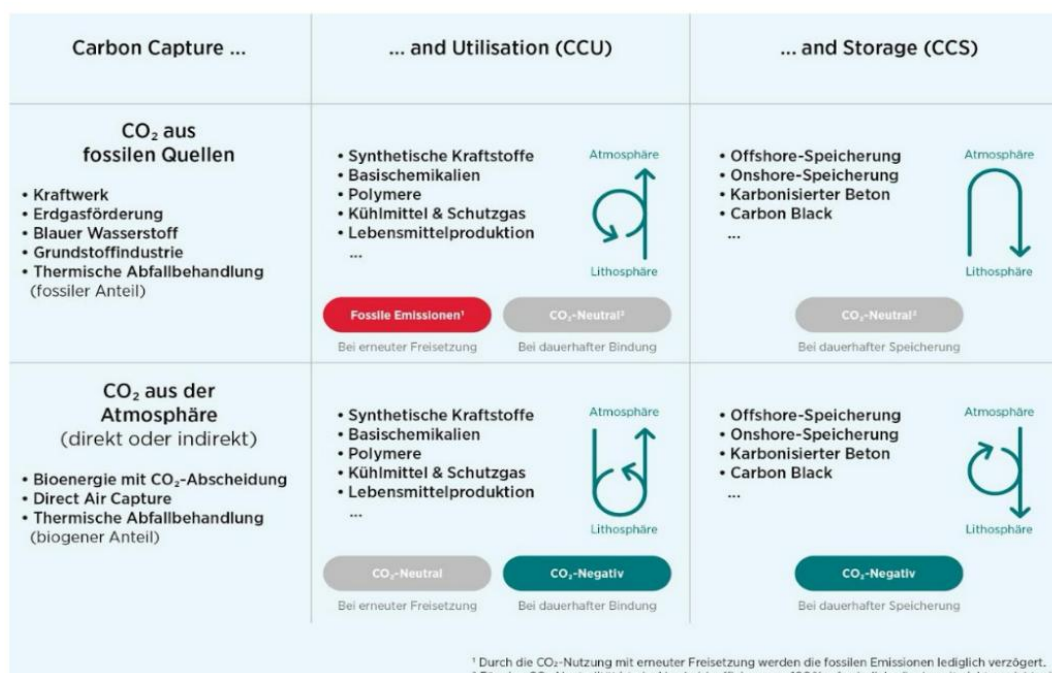 Carbon Capture ...
... and Utilisation (CCU)
... and Storage (CCS)
CO₂ aus
fossilen Quellen
• Kraftwerk
• Erdgasförderung
• Blauer Wasserstoff
• Grundstoffindustrie
• Thermische Abfallbehandlung
(fossiler Anteil)
• Synthetische Kraftstoffe
• Basischemikalien
• Polymere
• Kühlmittel & Schutzgas
• Lebensmittelproduktion
...
Atmosphäre
Lithosphäre
Fossile Emissionen¹
Bei erneuter Freisetzung
CO₂-Neutral²
Bei dauerhafter Bindung
• Offshore-Speicherung
• Onshore-Speicherung
• Karbonisierter Beton
• Carbon Black
...
Atmosphäre
Lithosphäre
CO₂-Neutral²
Bei dauerhafter Speicherung
CO₂ aus der
Atmosphäre
(direkt oder indirekt)
• Bioenergie mit CO₂-Abscheidung
• Direct Air Capture
• Thermische Abfallbehandlung
(biogener Anteil)
• Synthetische Kraftstoffe
• Basischemikalien
• Polymere
• Kühlmittel & Schutzgas
• Lebensmittelproduktion
...
Atmosphäre
Lithosphäre
CO₂-Neutral
Bei erneuter Freisetzung
CO₂-Negativ
Bei dauerhafter Bindung
• Offshore-Speicherung
• Onshore-Speicherung
• Karbonisierter Beton
• Carbon Black
...
Atmosphäre
Lithosphäre
CO₂-Negativ
Bei dauerhafter Speicherung
¹ Durch die CO₂-Nutzung mit erneuter Freisetzung werden die fossilen Emissionen lediglich verzögert.